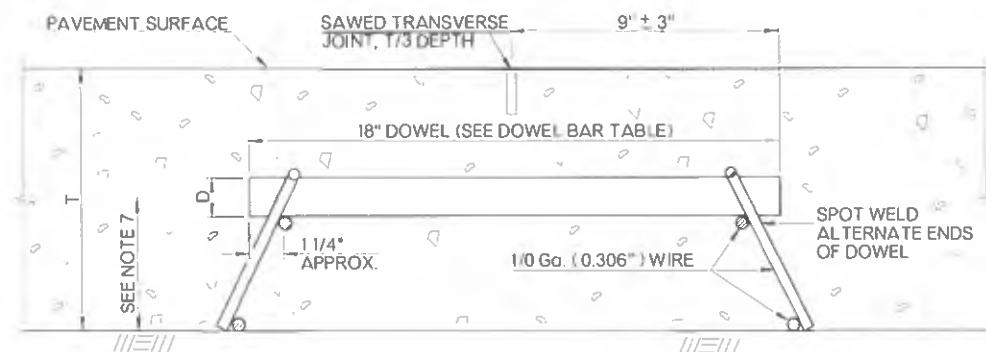 PAVEMENT SURFACE
SAWED TRANSVERSE
JOINT, T/3 DEPTH
9" ± 3"
18" DOWEL (SEE DOWEL BAR TABLE)
T
D
SEE NOTE 7
1 1/4"
APPROX.
1/0 Ga. (0.306") WIRE
SPOT WELD
ALTERNATE ENDS
OF DOWEL